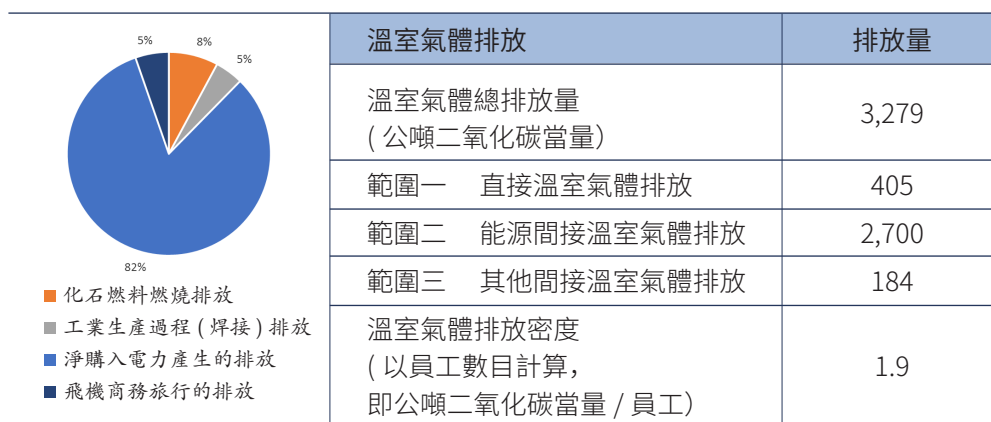 5%
8%
5%
82%
化石燃料燃燒排放
工業生產過程 ( 焊接 ) 排放
淨購入電力產生的排放
飛機商務旅行的排放
溫室氣體排放 排放量
溫室氣體總排放量
( 公噸二氧化碳當量） 3,279
範圍一 直接溫室氣體排放 405
範圍二 能源間接溫室氣體排放 2,700
範圍三 其他間接溫室氣體排放 184
溫室氣體排放密度
( 以員工數目計算，
即公噸二氧化碳當量 / 員工） 1.9